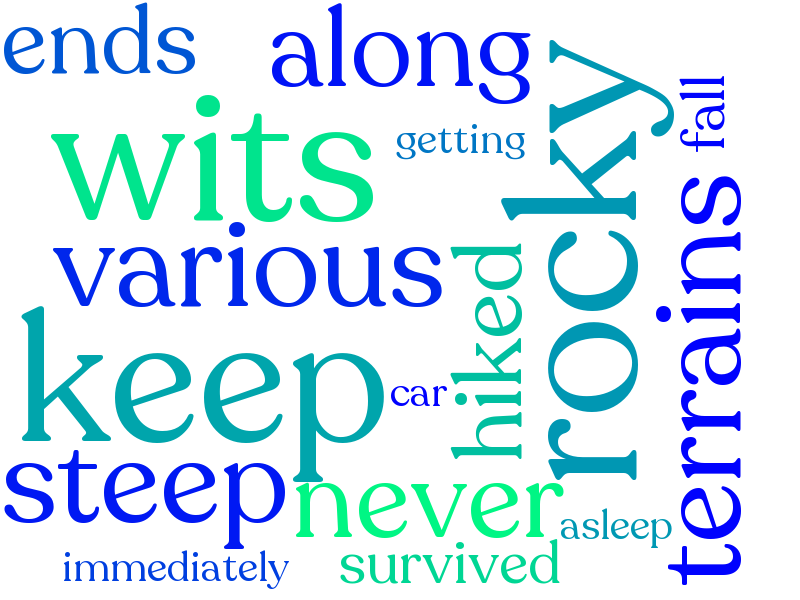 ends
along
wits
getting
rocky
fall
various
hiked
terrains
keep
car
steep
never
asleep
immediately
survived